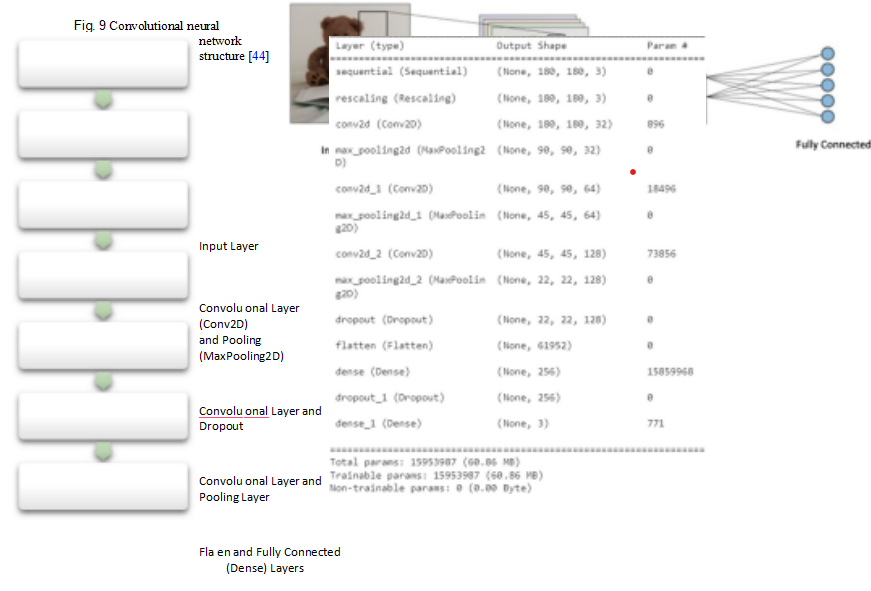 Fig. 9 Convolutional neural
network
structure [44]
Input Layer
Convolu onal Layer
(Conv2D)
and Pooling
(MaxPooling2D)
Convolu onal Layer and
Dropout
Convolu onal Layer and
Pooling Layer
Fla en and Fully Connected
(Dense) Layers
In
Layer (type) Output Shape Param #
sequential (Sequential) (None, 180, 180, 3) 0
rescaling (Rescaling) (None, 180, 180, 3) 0
conv2d (Conv2D) (None, 180, 180, 32) 896
max_pooling2d (MaxPooling2 (None, 90, 90, 32) 0
D)
conv2d_1 (Conv2D) (None, 90, 90, 64) 18496
max_pooling2d_1 (MaxPoolin (None, 45, 45, 64) 0
g2D)
conv2d_2 (Conv2D) (None, 45, 45, 128) 73856
max_pooling2d_2 (MaxPoolin (None, 22, 22, 128) 0
g2D)
dropout (Dropout) (None, 22, 22, 128) 0
flatten (Flatten) (None, 61952) 0
dense (Dense) (None, 256) 15859968
dropout_1 (Dropout) (None, 256) 0
dense_1 (Dense) (None, 3) 771
Total params: 15953987 (60.86 MB)
Trainable params: 15953987 (60.86 MB)
Non-trainable params: 0 (0.00 Byte)
Fully Connected